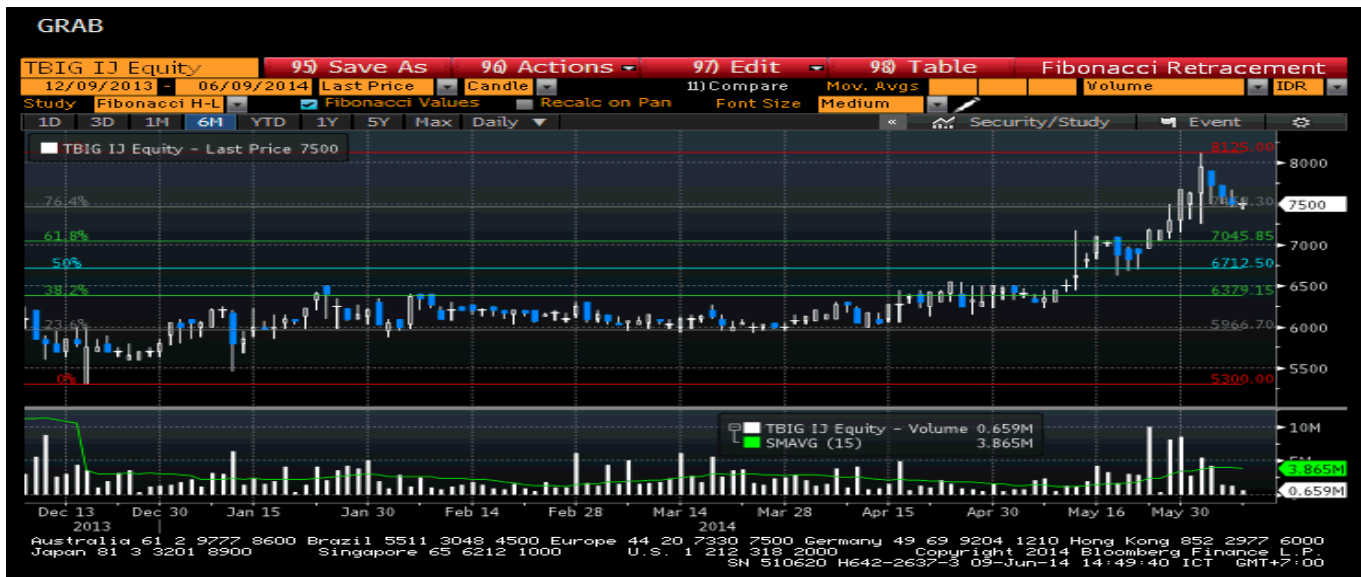 GRAB
TBIG IJ Equity 95) Save As 96) Actions 97) Edit 98) Table Fibonacci Retracement
12/09/2013 - 06/09/2014 Last Price Candle 11) Compare Mov. Avgs Volume IDR
Study Fibonacci H-L Fibonacci Values Recalc on Pan Font Size Medium
1D 3D 1M 6M YTD 1Y 5Y Max Daily « Security/Study Event
TBIG IJ Equity - Last Price 7500
8125.00
8000
76.4% 7458.30 7500
61.8% 7045.85
7000
50% 6712.50
6500
38.2% 6379.15
23.6% 5966.70 6000
5500
0% 5300.00
TBIG IJ Equity - Volume 0.659M
SMAVG (15) 3.865M
10M
5M
3.865M
0.659M
Dec 13 Dec 30 Jan 15 Jan 30 Feb 14 Feb 28 Mar 14 Mar 28 Apr 15 Apr 30 May 16 May 30
2013 2014
Australia 61 2 9777 8600 Brazil 5511 3048 4500 Europe 44 20 7330 7500 Germany 49 69 9204 1210 Hong Kong 852 2977 6000
Japan 81 3 3201 8900 Singapore 65 6212 1000 U.S. 1 212 318 2000 Copyright 2014 Bloomberg Finance L.P.
SN 510620 H642-2637-3 09-Jun-14 14:49:40 ICT GMT+7:00